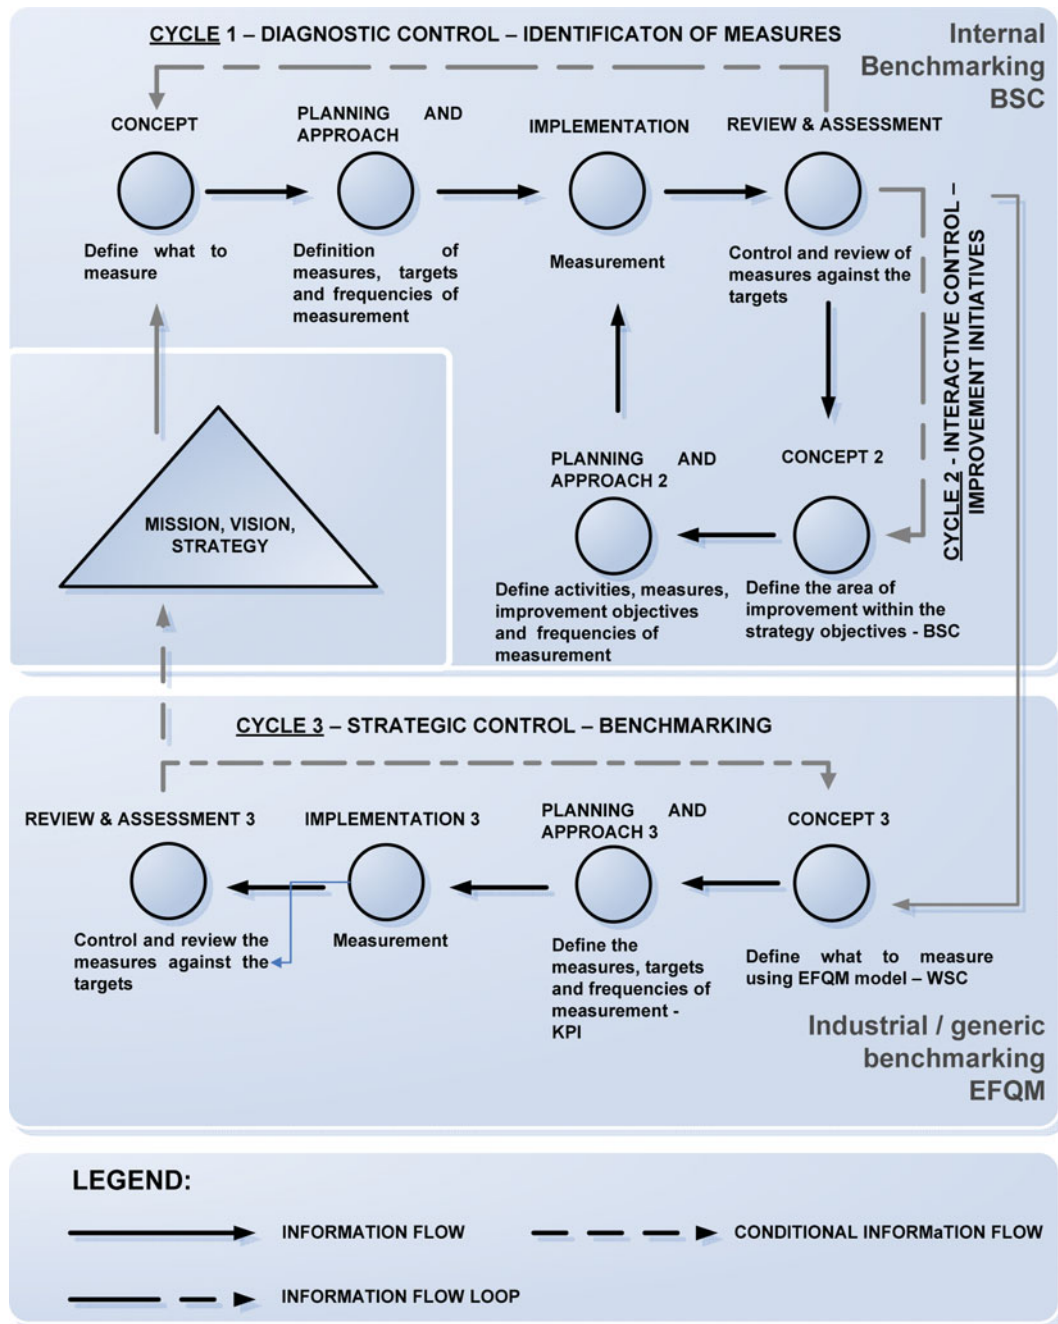 CYCLE 1 – DIAGNOSTIC CONTROL – IDENTIFICATON OF MEASURES
Internal
Benchmarking
BSC
CONCEPT
PLANNING AND
APPROACH
IMPLEMENTATION
REVIEW & ASSESSMENT
Define what to
measure
Definition of
measures, targets
and frequencies of
measurement
Measurement
Control and review of
measures against the
targets
CYCLE 2 - INTERACTIVE CONTROL –
IMPROVEMENT INITIATIVES
PLANNING AND
APPROACH 2
CONCEPT 2
MISSION, VISION,
STRATEGY
Define activities, measures,
improvement objectives
and frequencies of
measurement
Define the area of
improvement within the
strategy objectives - BSC
CYCLE 3 – STRATEGIC CONTROL – BENCHMARKING
REVIEW & ASSESSMENT 3
IMPLEMENTATION 3
PLANNING AND
APPROACH 3
CONCEPT 3
Control and review the
measures against the
targets
Measurement
Define the
measures, targets
and frequencies of
measurement -
KPI
Define what to measure
using EFQM model – WSC
Industrial / generic
benchmarking
EFQM
LEGEND:
INFORMATION FLOW
CONDITIONAL INFORMaTION FLOW
INFORMATION FLOW LOOP